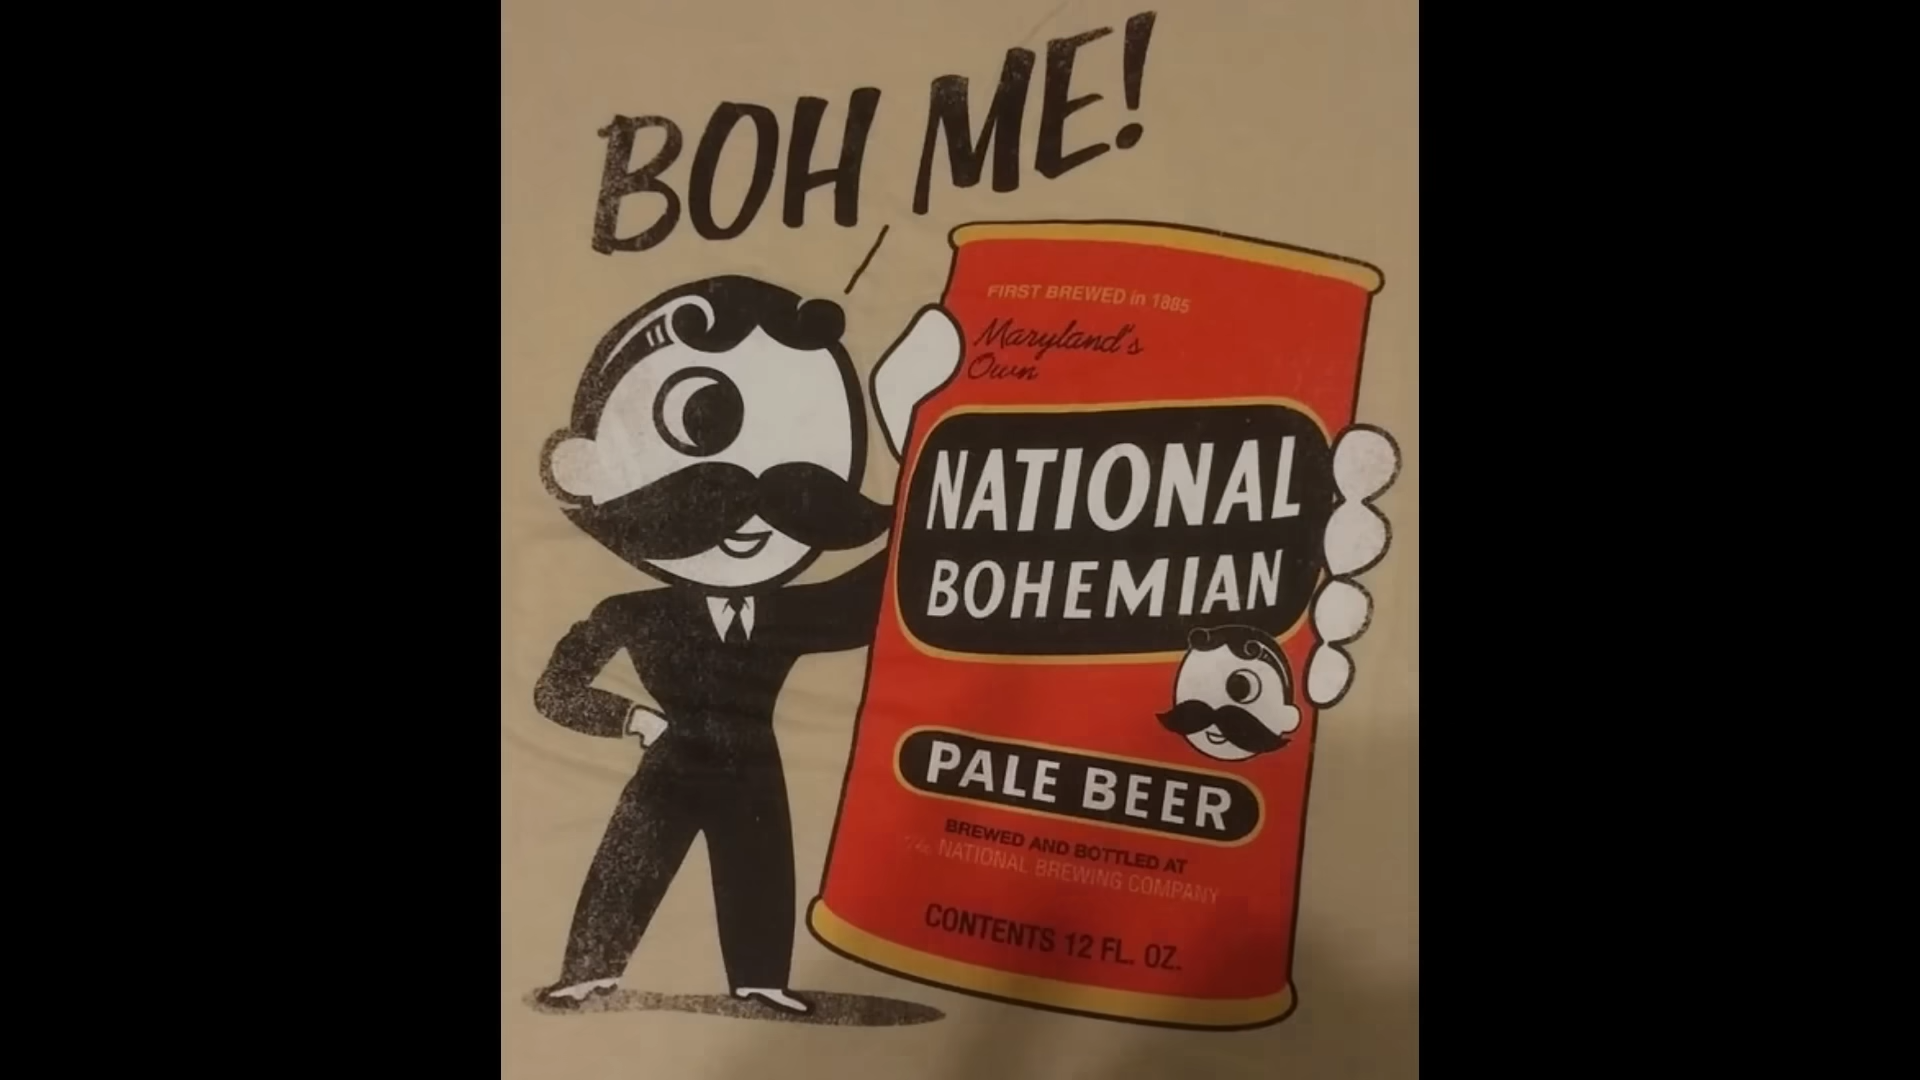 BOH ME!
FIRST BREWED in 1885
Maryland's
Own
NATIONAL
BOHEMIAN
PALE BEER
BREWED AND BOTTLED AT
The NATIONAL BREWING COMPANY
CONTENTS 12 FL. OZ.